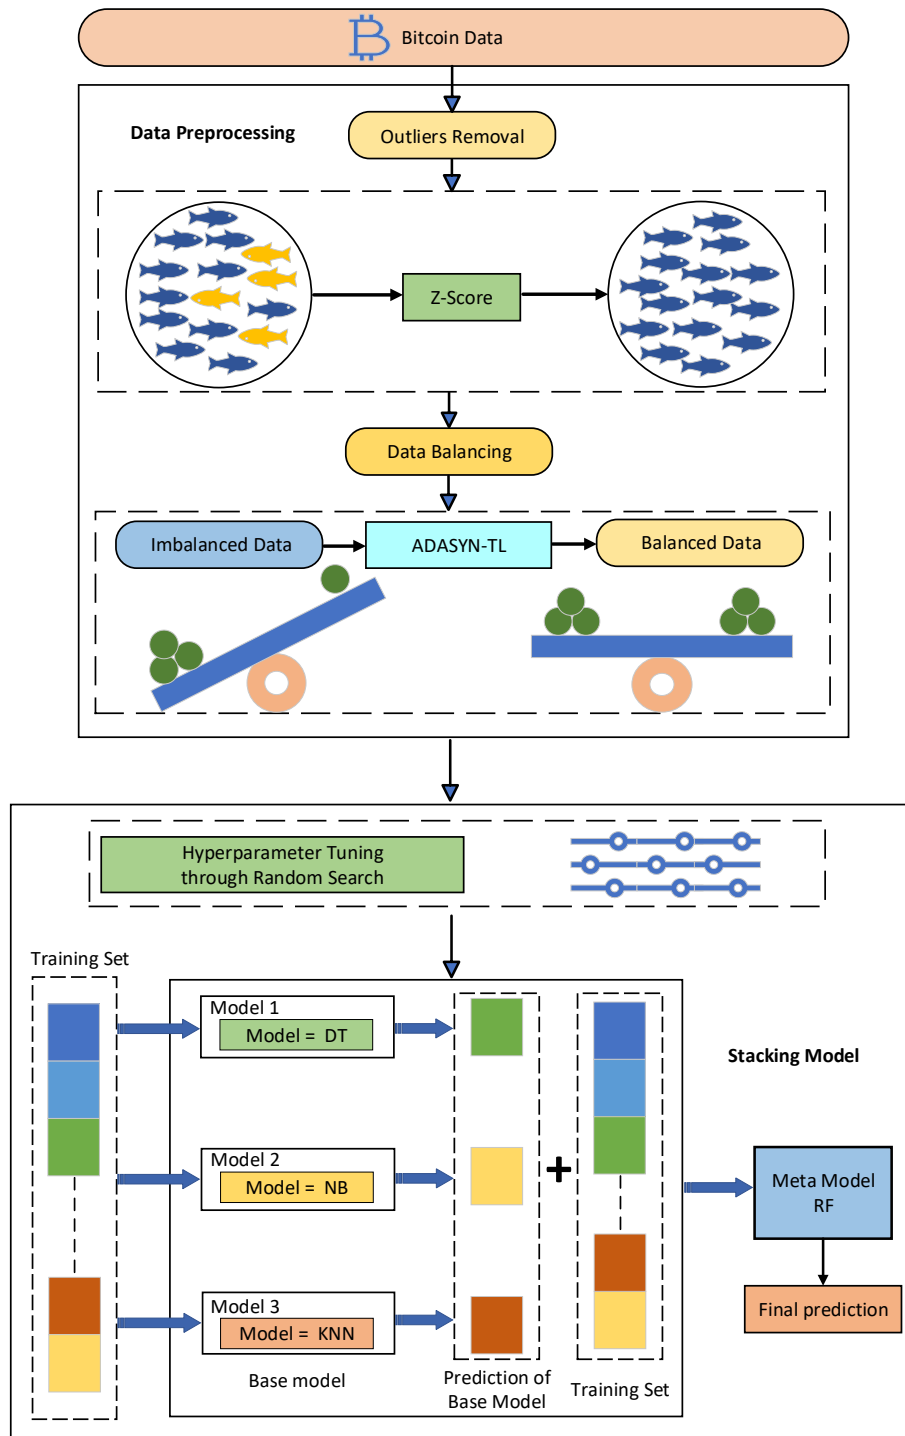 Bitcoin Data
Data Preprocessing
Outliers Removal
Z-Score
Data Balancing
Imbalanced Data
ADASYN-TL
Balanced Data
Hyperparameter Tuning
through Random Search
Training Set
Model 1
Model = DT
Stacking Model
Model 2
Model = NB
Meta Model
RF
Model 3
Model = KNN
Final prediction
Base model
Prediction of
Base Model
Training Set